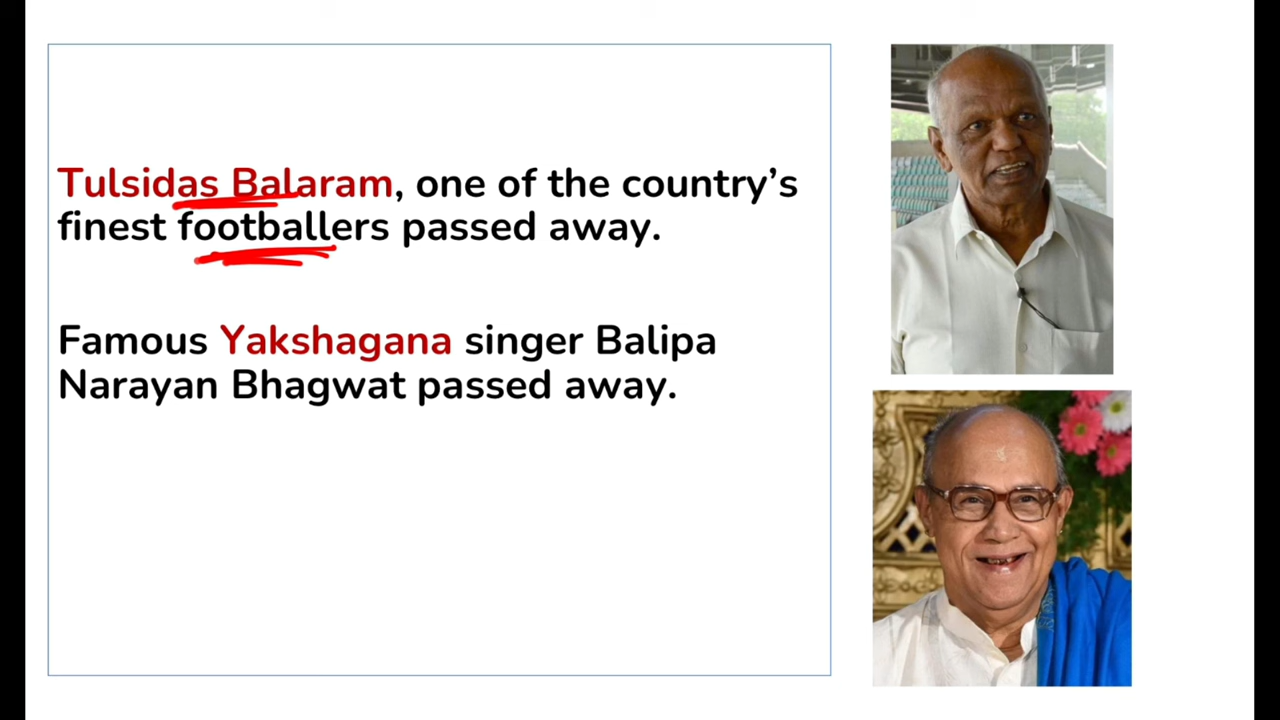 Tulsidas Balaram, one of the country’s
finest footballers passed away.
Famous Yakshagana singer Balipa
Narayan Bhagwat passed away.